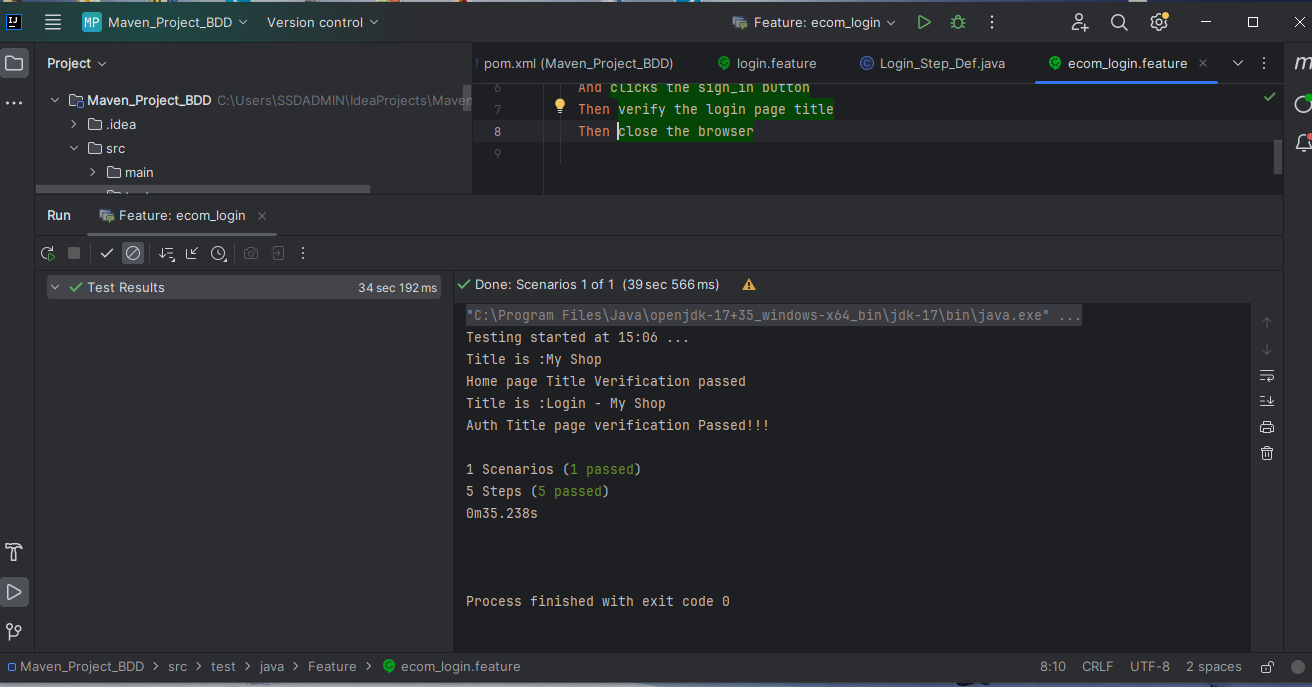 MP Maven_Project_BDD Version control Feature: ecom_login
Project
pom.xml (Maven_Project_BDD) login.feature Login_Step_Def.java ecom_login.feature
Maven_Project_BDD C:\Users\SSDADMIN\IdeaProjects\Maven
.idea
src
main
6 And clicks the sign_in button
7 Then verify the login page title
8 Then close the browser
9
Run Feature: ecom_login
Test Results 34 sec 192 ms
Done: Scenarios 1 of 1 (39 sec 566 ms)
"C:\Program Files\Java\openjdk-17+35_windows-x64_bin\jdk-17\bin\java.exe" ...
Testing started at 15:06 ...
Title is :My Shop
Home page Title Verification passed
Title is :Login - My Shop
Auth Title page verification Passed!!!
1 Scenarios (1 passed)
5 Steps (5 passed)
0m35.238s
Process finished with exit code 0
Maven_Project_BDD > src > test > java > Feature > ecom_login.feature 8:10 CRLF UTF-8 2 spaces